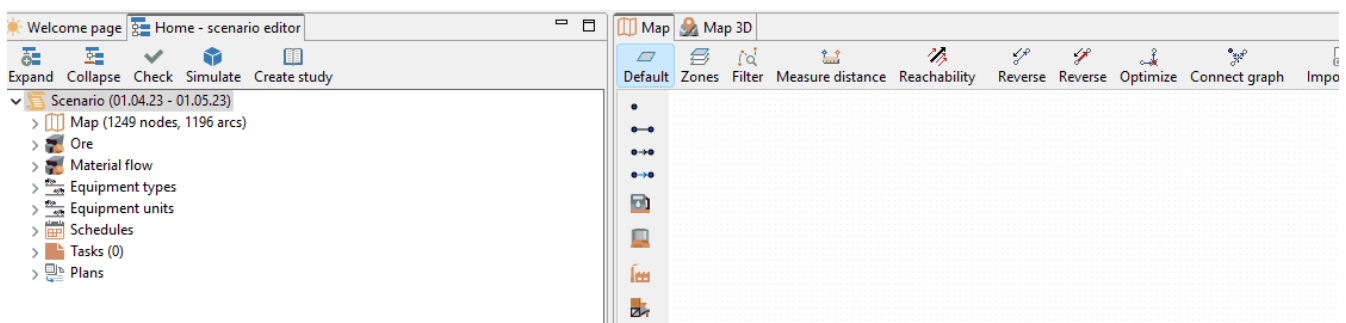 Welcome page Home - scenario editor
Expand Collapse Check Simulate Create study
Scenario (01.04.23 - 01.05.23)
Map (1249 nodes, 1196 arcs)
Ore
Material flow
Equipment types
Equipment units
Schedules
Tasks (0)
Plans
Map Map 3D
Default Zones Filter Measure distance Reachability Reverse Reverse Optimize Connect graph Impo